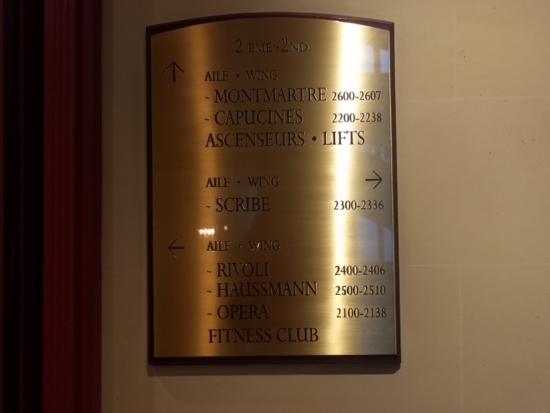 2 EME • 2ND
AILE • WING
- MONTMARTRE 2600-2607
- CAPUCINES 2200-2238
ASCENSEURS • LIFTS
AILE • WING
- SCRIBE 2300-2336
AILE • WING
- RIVOLI 2400-2406
- HAUSSMANN 2500-2510
- OPERA 2100-2138
FITNESS CLUB